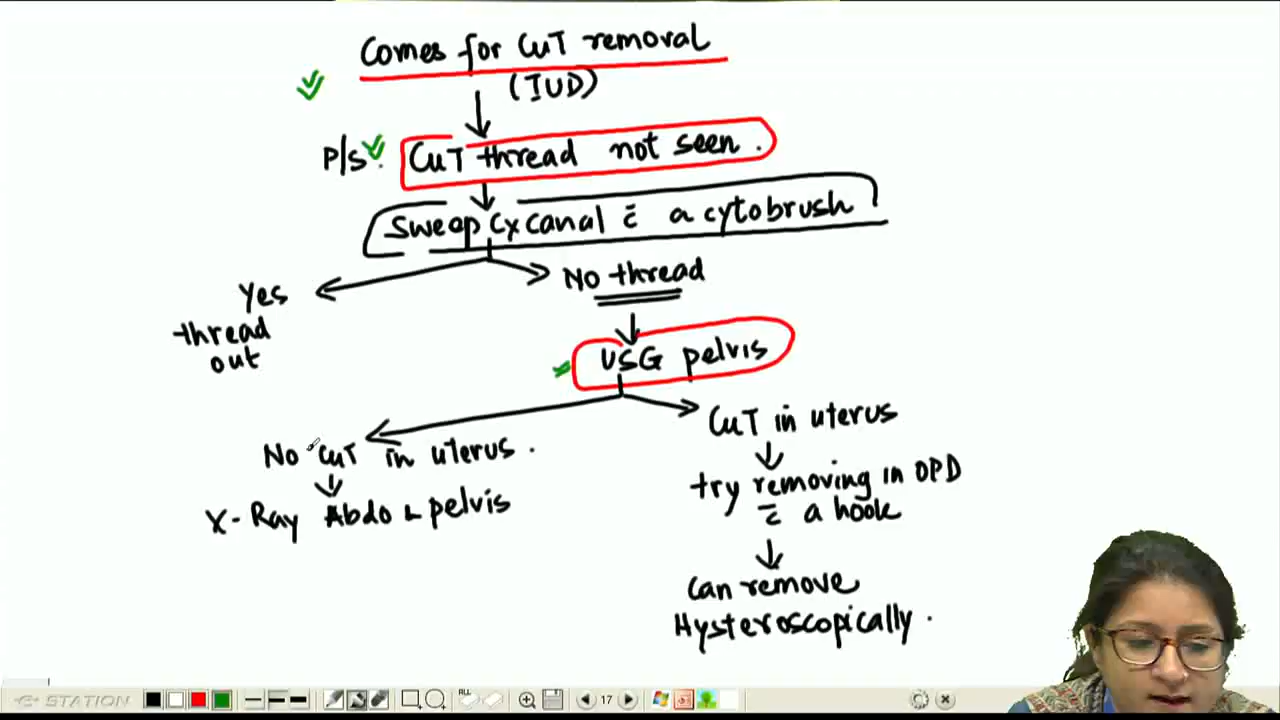 Comes for CuT removal
(IUD)
P/s: CuT thread not seen.
Sweep Cx canal c̄ a cytobrush
Yes
thread
out
No thread
USG pelvis
No CuT in uterus.
X-Ray Abdo & pelvis
CuT in uterus
try removing in OPD
c̄ a hook
Can remove
Hysteroscopically.
STATION
ALL
17